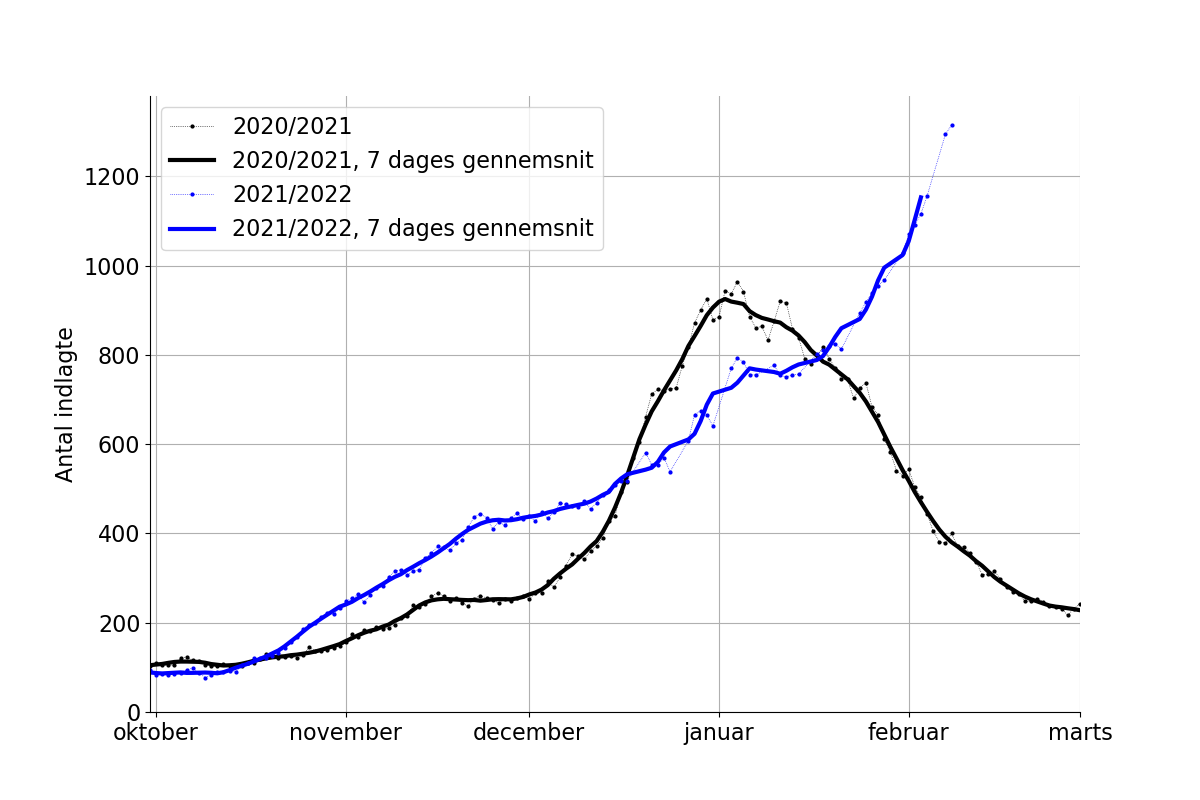 2020/2021
2020/2021, 7 dages gennemsnit
2021/2022
2021/2022, 7 dages gennemsnit
Antal indlagte
1200
1000
800
600
400
200
0
oktober november december januar februar marts